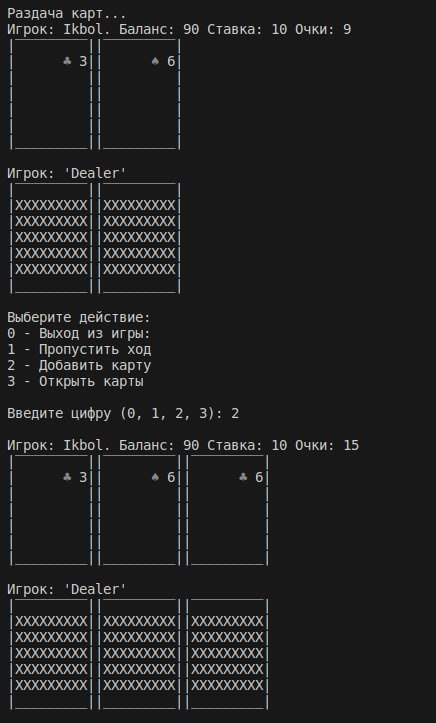 Раздача карт...
Игрок: Ikbol. Баланс: 90 Ставка: 10 Очки: 9
♣ 3 ♠ 6
Игрок: 'Dealer'
XXXXXXXXX XXXXXXXXX
XXXXXXXXX XXXXXXXXX
XXXXXXXXX XXXXXXXXX
XXXXXXXXX XXXXXXXXX
XXXXXXXXX XXXXXXXXX
Выберите действие:
0 - Выход из игры:
1 - Пропустить ход
2 - Добавить карту
3 - Открыть карты
Введите цифру (0, 1, 2, 3): 2
Игрок: Ikbol. Баланс: 90 Ставка: 10 Очки: 15
♣ 3 ♠ 6 ♣ 6
Игрок: 'Dealer'
XXXXXXXXX XXXXXXXXX XXXXXXXXX
XXXXXXXXX XXXXXXXXX XXXXXXXXX
XXXXXXXXX XXXXXXXXX XXXXXXXXX
XXXXXXXXX XXXXXXXXX XXXXXXXXX
XXXXXXXXX XXXXXXXXX XXXXXXXXX